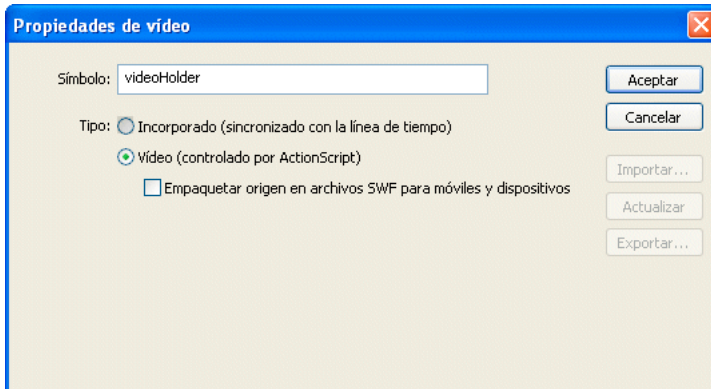 Propiedades de vídeo
Símbolo: videoHolder
Aceptar
Tipo: Incorporado (sincronizado con la línea de tiempo)
Cancelar
Vídeo (controlado por ActionScript)
Importar...
Empaquetar origen en archivos SWF para móviles y dispositivos
Actualizar
Exportar...